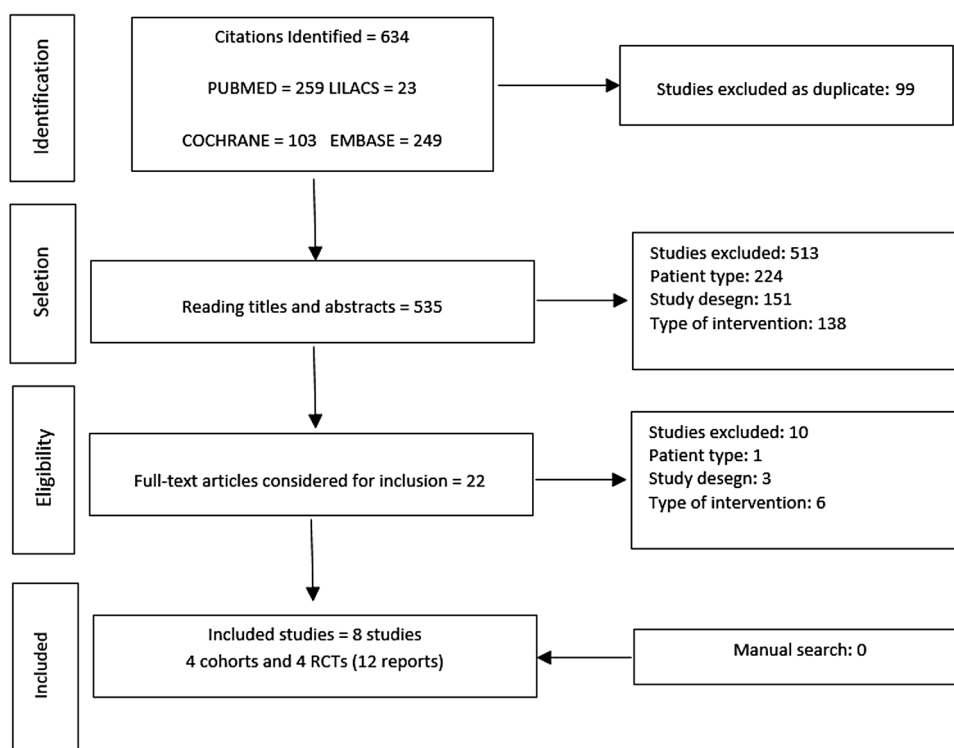 Identification
Citations Identified = 634
PUBMED = 259 LILACS = 23
COCHRANE = 103 EMBASE = 249
Studies excluded as duplicate: 99
Seletion
Reading titles and abstracts = 535
Studies excluded: 513
Patient type: 224
Study desegn: 151
Type of intervention: 138
Eligibility
Full-text articles considered for inclusion = 22
Studies excluded: 10
Patient type: 1
Study desegn: 3
Type of intervention: 6
Included
Included studies = 8 studies
4 cohorts and 4 RCTs (12 reports)
Manual search: 0